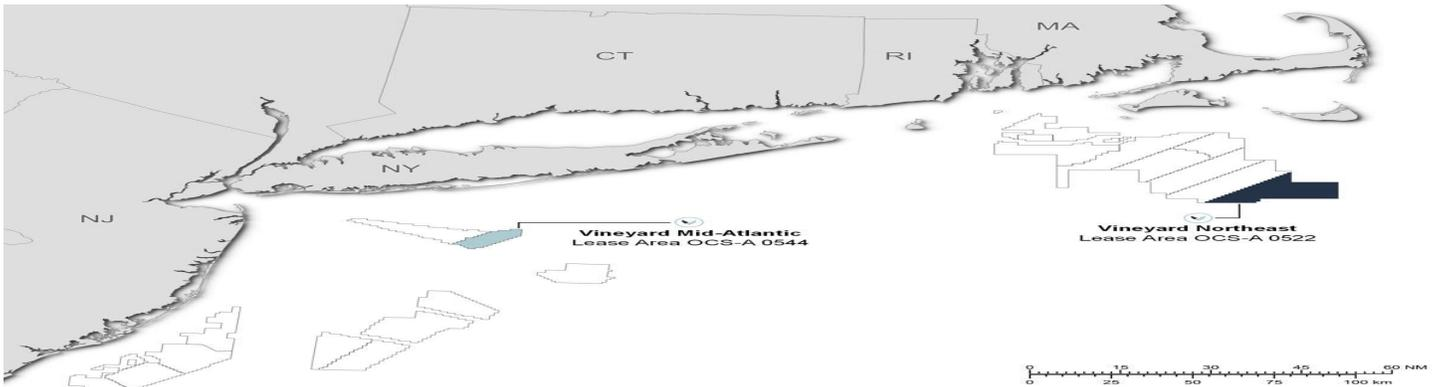 MA
CT
RI
NY
NJ
Vineyard Mid-Atlantic
Lease Area OCS-A 0544
Vineyard Northeast
Lease Area OCS-A 0522
0 15 30 45 60 NM
0 25 50 75 100 km